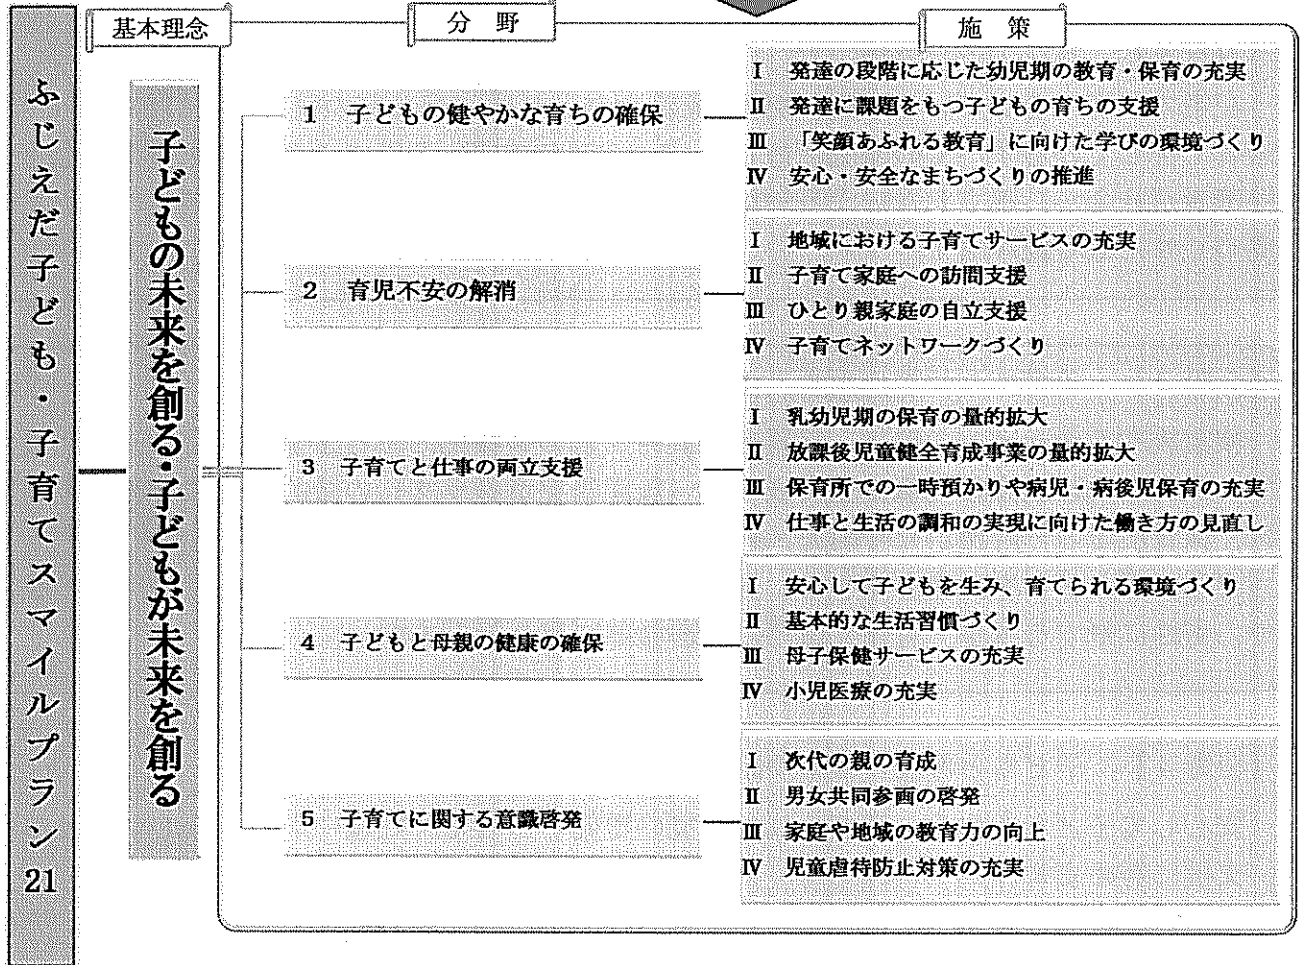 基本理念
分　野
施　策
ふじえだ子ども・子育てスマイルプラン21
子どもの未来を創る・子どもが未来を創る
1　子どもの健やかな育ちの確保
Ⅰ　発達の段階に応じた幼児期の教育・保育の充実
Ⅱ　発達に課題をもつ子どもの育ちの支援
Ⅲ　「笑顔あふれる教育」に向けた学びの環境づくり
Ⅳ　安心・安全なまちづくりの推進
2　育児不安の解消
Ⅰ　地域における子育てサービスの充実
Ⅱ　子育て家庭への訪問支援
Ⅲ　ひとり親家庭の自立支援
Ⅳ　子育てネットワークづくり
3　子育てと仕事の両立支援
Ⅰ　乳幼児期の保育の量的拡大
Ⅱ　放課後児童健全育成事業の量的拡大
Ⅲ　保育所での一時預かりや病児・病後児保育の充実
Ⅳ　仕事と生活の調和の実現に向けた働き方の見直し
4　子どもと母親の健康の確保
Ⅰ　安心して子どもを生み、育てられる環境づくり
Ⅱ　基本的な生活習慣づくり
Ⅲ　母子保健サービスの充実
Ⅳ　小児医療の充実
5　子育てに関する意識啓発
Ⅰ　次代の親の育成
Ⅱ　男女共同参画の啓発
Ⅲ　家庭や地域の教育力の向上
Ⅳ　児童虐待防止対策の充実